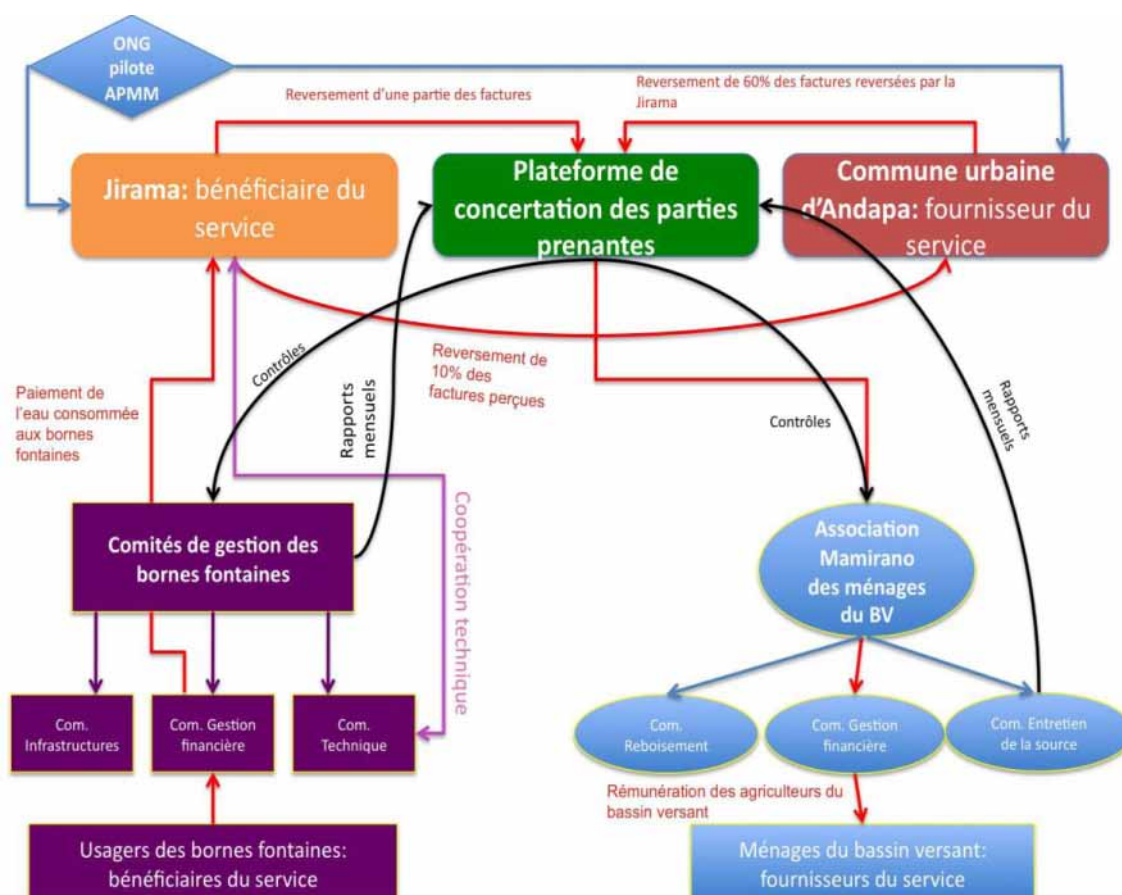 ONG
pilote
APMM
Reversement d'une partie des factures
Reversement de 60% des factures reversées par la
Jirama
Jirama: bénéficiaire du
service
Plateforme de
concertation des parties
prenantes
Commune urbaine
d'Andapa: fournisseur du
service
Contrôles
Reversement de
10% des
factures perçues
Paiement de
l'eau consommée
aux bornes
fontaines
Rapports
mensuels
Contrôles
Rapports
mensuels
Coopération technique
Comités de gestion des
bornes fontaines
Association
Mamirano
des ménages
du BV
Com.
Infrastructures
Com. Gestion
financière
Com.
Technique
Com.
Reboisement
Com. Gestion
financière
Com. Entretien
de la source
Rémunération des agriculteurs du
bassin versant
Usagers des bornes fontaines:
bénéficiaires du service
Ménages du bassin versant:
fournisseurs du service